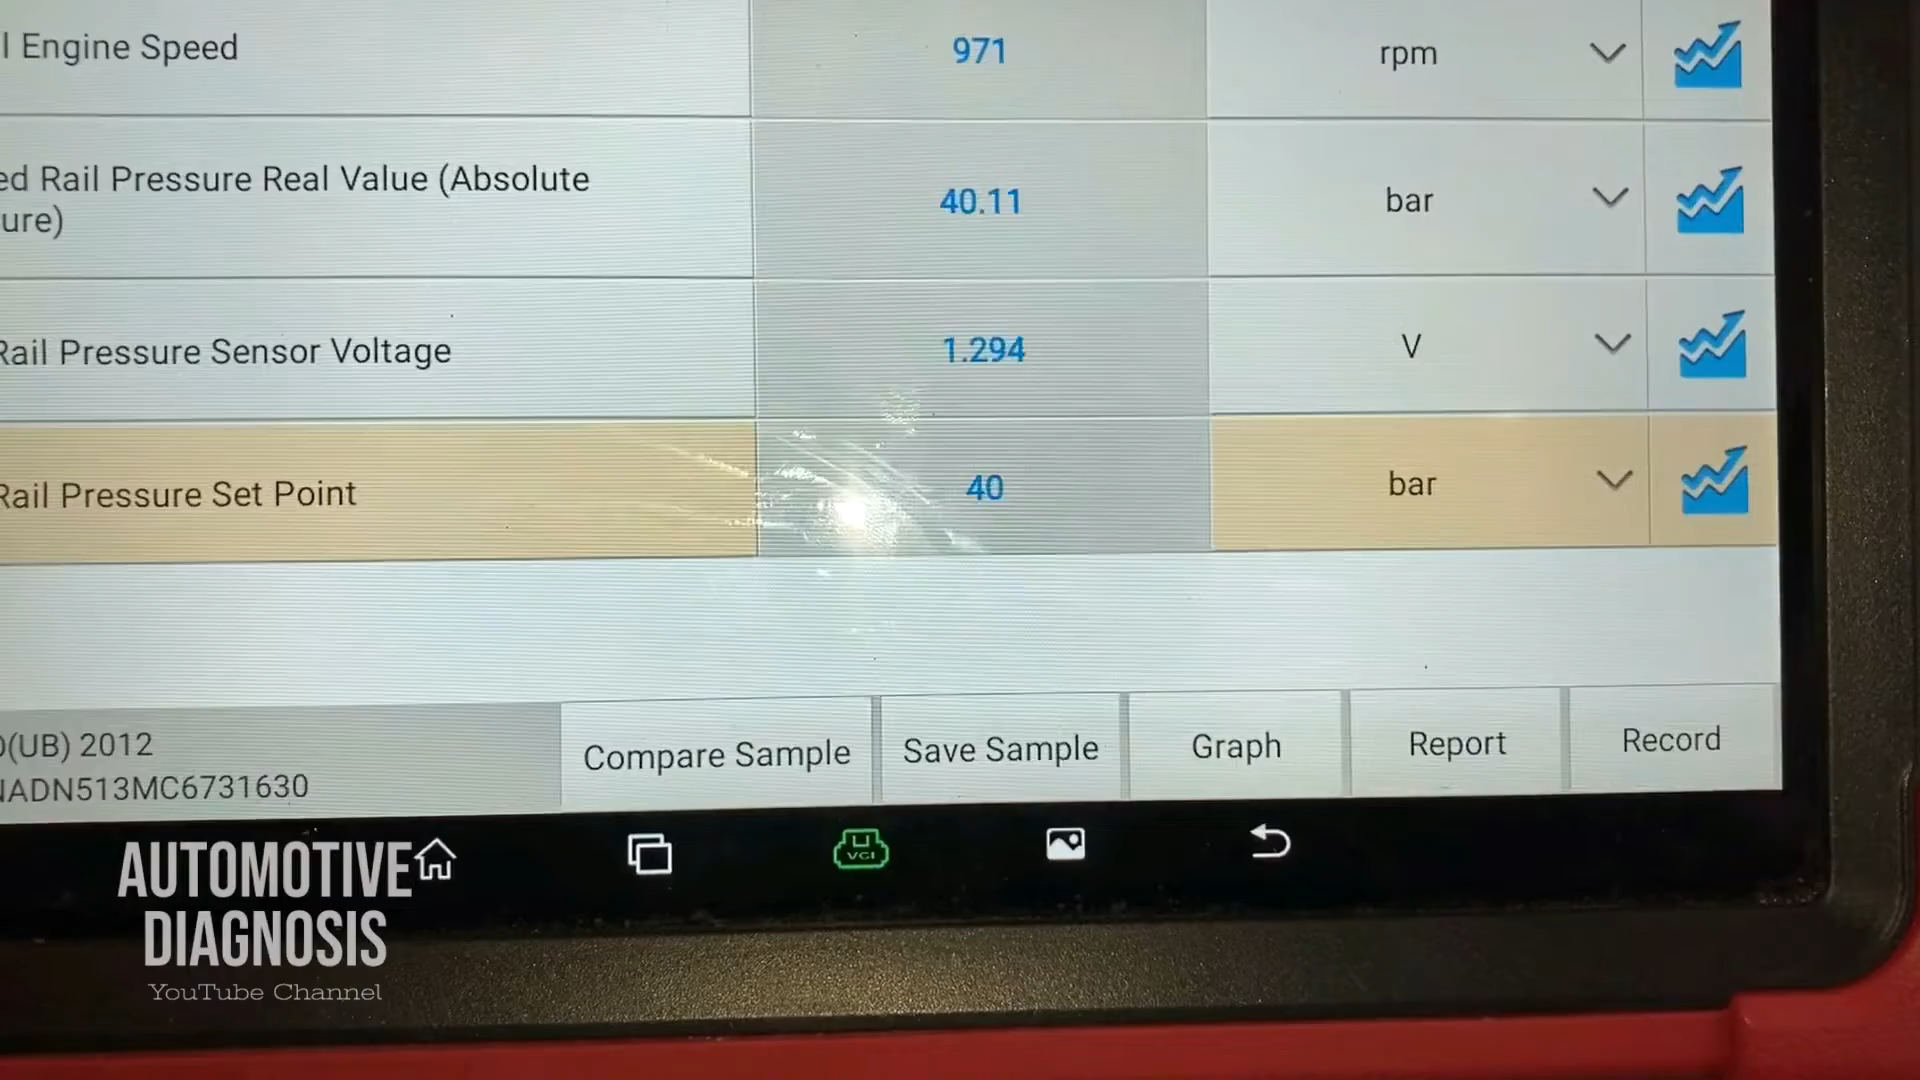 l Engine Speed 971 rpm
ed Rail Pressure Real Value (Absolute
ure) 40.11 bar
Rail Pressure Sensor Voltage 1.294 V
Rail Pressure Set Point 40 bar
(UB) 2012
ADN513MC6731630
Compare Sample Save Sample Graph Report Record
VCI
AUTOMOTIVE
DIAGNOSIS
YouTube Channel